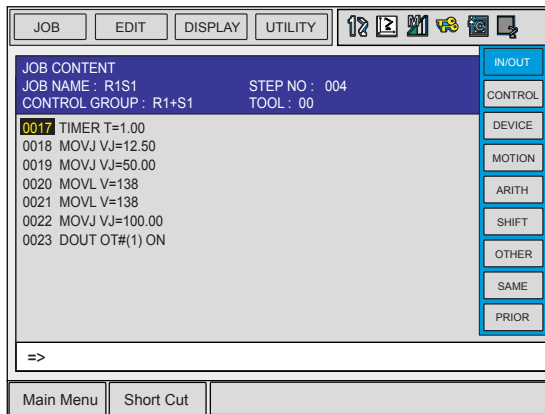 JOB EDIT DISPLAY UTILITY
JOB CONTENT
JOB NAME : R1S1 STEP NO : 004
CONTROL GROUP : R1+S1 TOOL : 00
0017 TIMER T=1.00
0018 MOVJ VJ=12.50
0019 MOVJ VJ=50.00
0020 MOVL V=138
0021 MOVL V=138
0022 MOVJ VJ=100.00
0023 DOUT OT#(1) ON
IN/OUT
CONTROL
DEVICE
MOTION
ARITH
SHIFT
OTHER
SAME
PRIOR
=>
Main Menu Short Cut